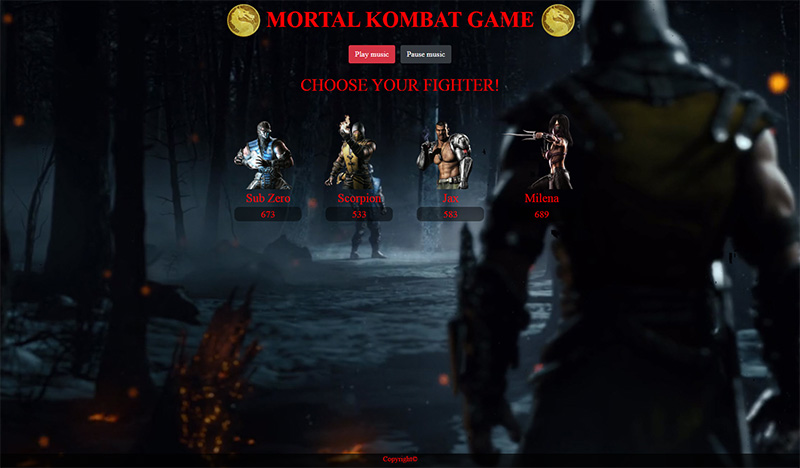 MORTAL KOMBAT GAME
Play music Pause music
CHOOSE YOUR FIGHTER!
Sub Zero Scorpion Jax Milena
673 533 583 689
Copyright©